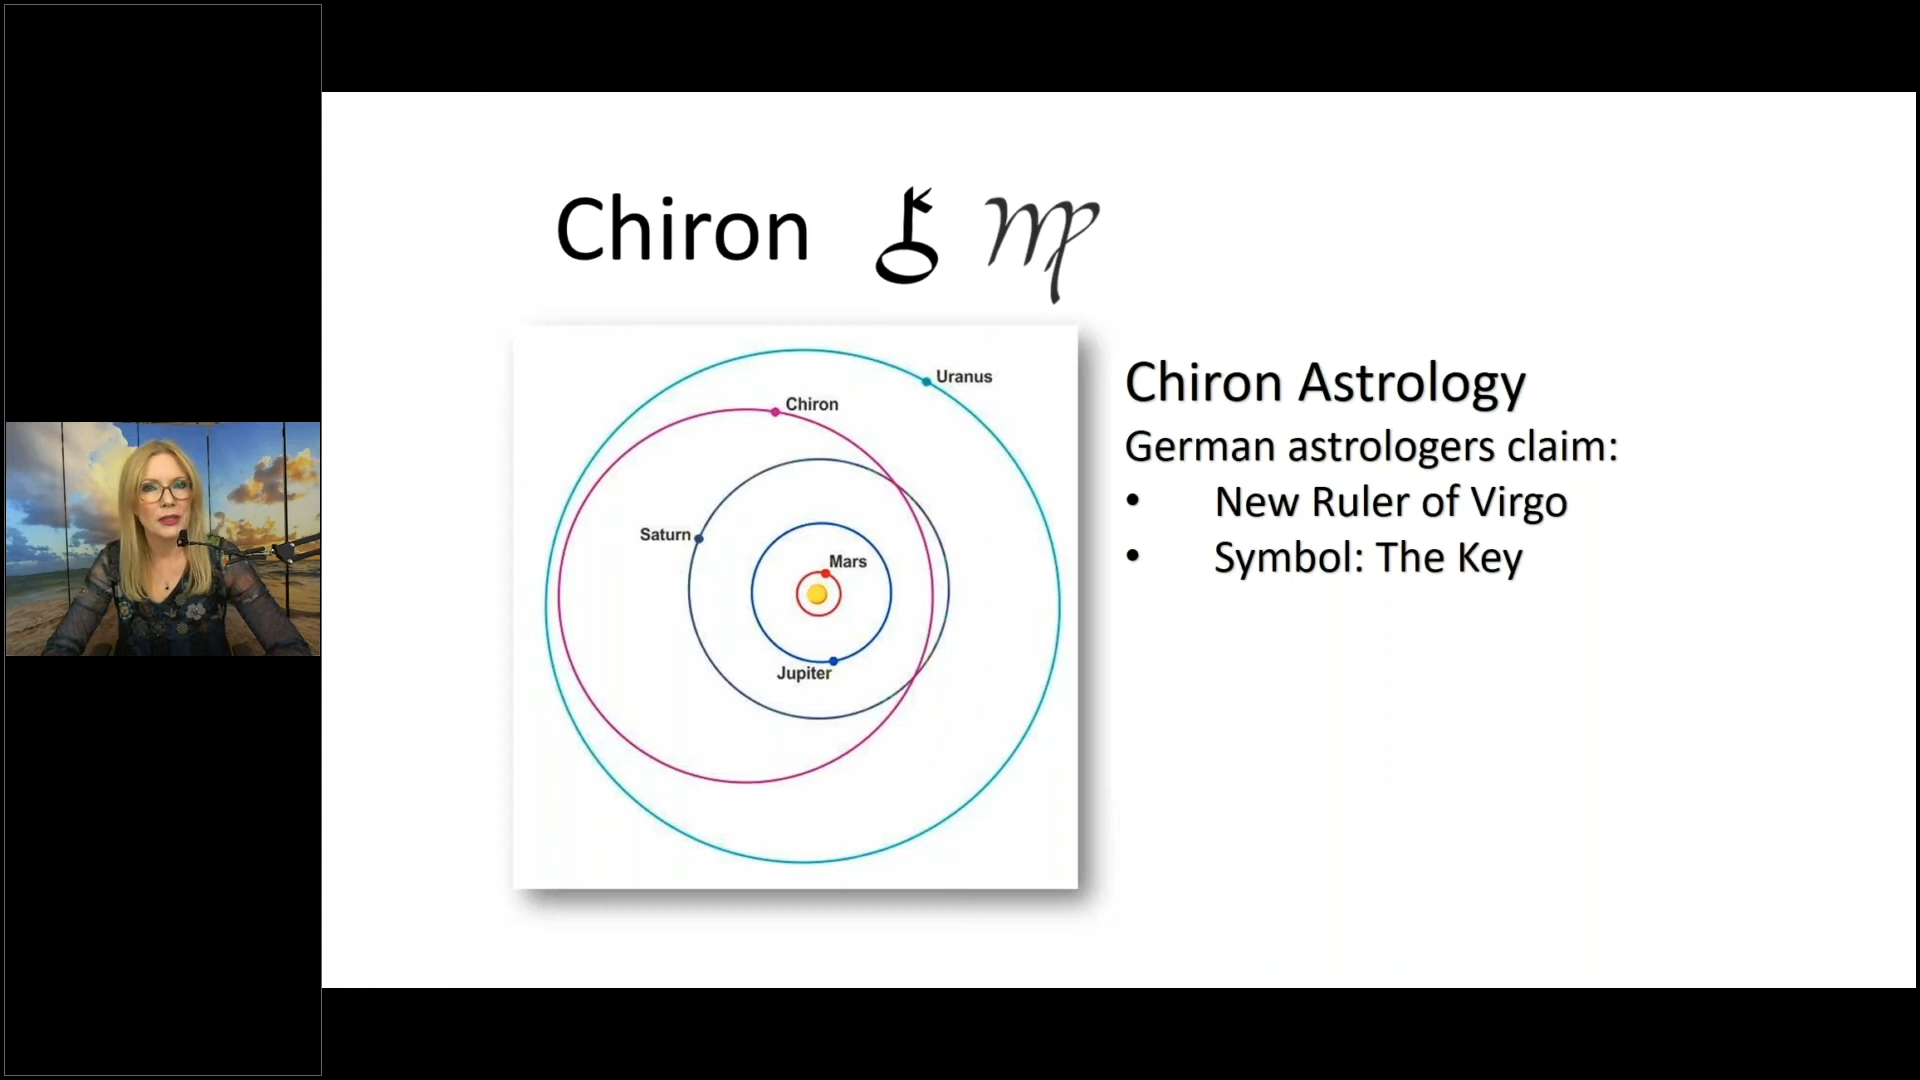 Chiron
Uranus
Chiron
Saturn
Mars
Jupiter
Chiron Astrology
German astrologers claim:
• New Ruler of Virgo
• Symbol: The Key